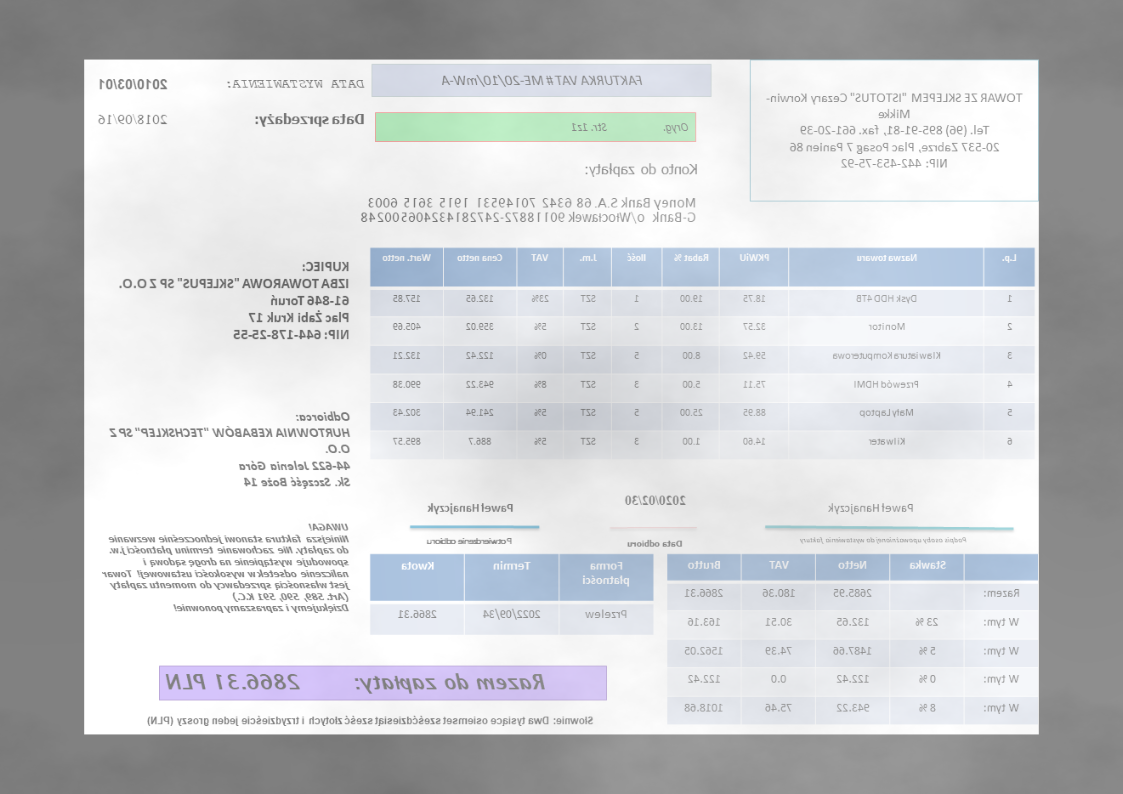 TOWAR ZE SKLEPEM "ISTOTUS" Cezary Korwin-
Mikke
Tel. (96) 895-91-81, fax. 661-20-39
20-537 Zabrze, Plac Posag 7 Panien 86
NIP: 442-453-75-92
FAKTURKA VAT # ME-20/10/mW-A
Oryg. Str. 1z1
DATA WYSTAWIENIA: 2010/03/01
Data sprzedaży: 2018/09/16
Konto do zapłaty:
Money Bank S.A. 68 6342 70149531 1915 3615 6003
G-Bank o/Włocławek 90118872-247281432406500248
L.p. Nazwa towaru PKWiU Rabat % Ilość J.m. VAT Cena netto Wart. netto
1 Dysk HDD 4TB 18.75 19.00 1 SZT 23% 132.65 157.85
2 Monitor 32.57 13.00 2 SZT 5% 359.02 405.69
3 Klawiatura Komputerowa 59.42 8.00 5 SZT 0% 122.42 132.21
4 Przewód HDMI 75.11 5.00 3 SZT 8% 943.22 990.38
5 Mały Laptop 88.95 25.00 5 SZT 5% 241.94 302.43
6 Kilwater 14.60 1.00 3 SZT 5% 886.7 895.57
KUPIEC:
IZBA TOWAROWA "SKLEPUS" SP Z O.O.
61-846 Toruń
Plac Żabi Kruk 17
NIP: 644-178-25-55
Odbiorca:
HURTOWNIA KEBABÓW "TECHSKLEP" SP Z
O.O.
44-622 Jelenia Góra
Sk. Szczęść Boże 14
Paweł Hanajczyk
Podpis osoby upoważnionej do wystawienia faktury
2020/02/30
Data odbioru
Paweł Hanajczyk
Potwierdzenie odbioru
UWAGA!
Niniejsza faktura stanowi jednocześnie wezwanie
do zapłaty. Nie zachowanie terminu płatności j.w.
spowoduje wystąpienie na drogę sądową i
naliczenie odsetek w wysokości ustawowej! Towar
jest własnością sprzedawcy do momentu zapłaty
(Art. 589, 590, 591 K.C.)
Dziękujemy i zapraszamy ponownie!
Stawka Netto VAT Brutto
Razem: 2685.95 180.36 2866.31
W tym: 23 % 132.65 30.51 163.16
W tym: 5 % 1487.66 74.39 1562.05
W tym: 0 % 122.42 0.0 122.42
W tym: 8 % 943.22 75.46 1018.68
Forma płatności Termin Kwota
Przelew 2022/09/34 2866.31
Razem do zapłaty: 2866.31 PLN
Słownie: Dwa tysiące osiemset sześćdziesiąt sześć złotych i trzydzieście jeden groszy (PLN)